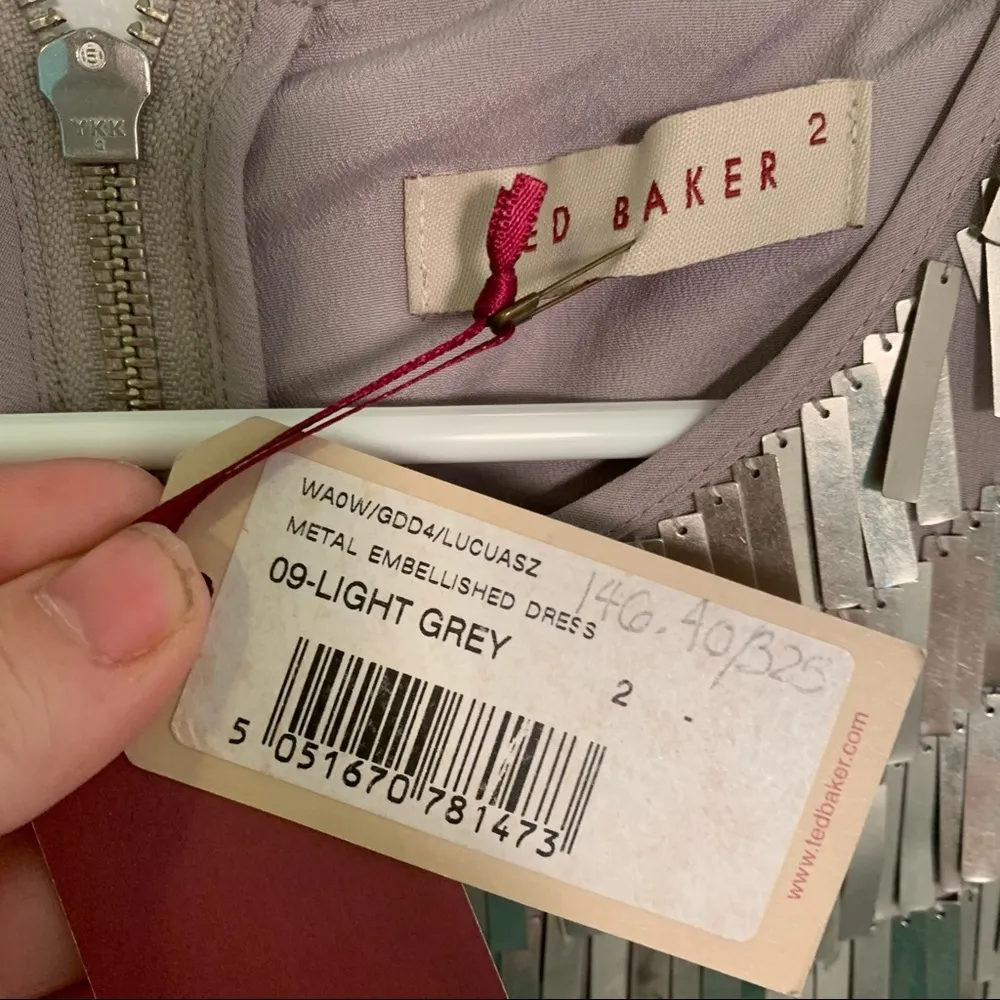 YKK
5
2
ED BAKER
WA0W/GDD4/LUCUASZ
METAL EMBELLISHED DRESS
146.40/325
09-LIGHT GREY
2 -
5 051670 781473
www.tedbaker.com